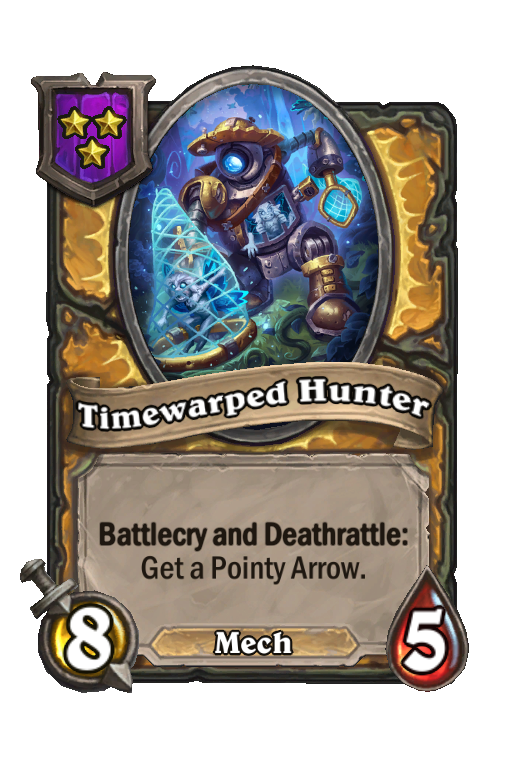 Timewarped Hunter
Battlecry and Deathrattle:
Get a Pointy Arrow.
8
Mech
5